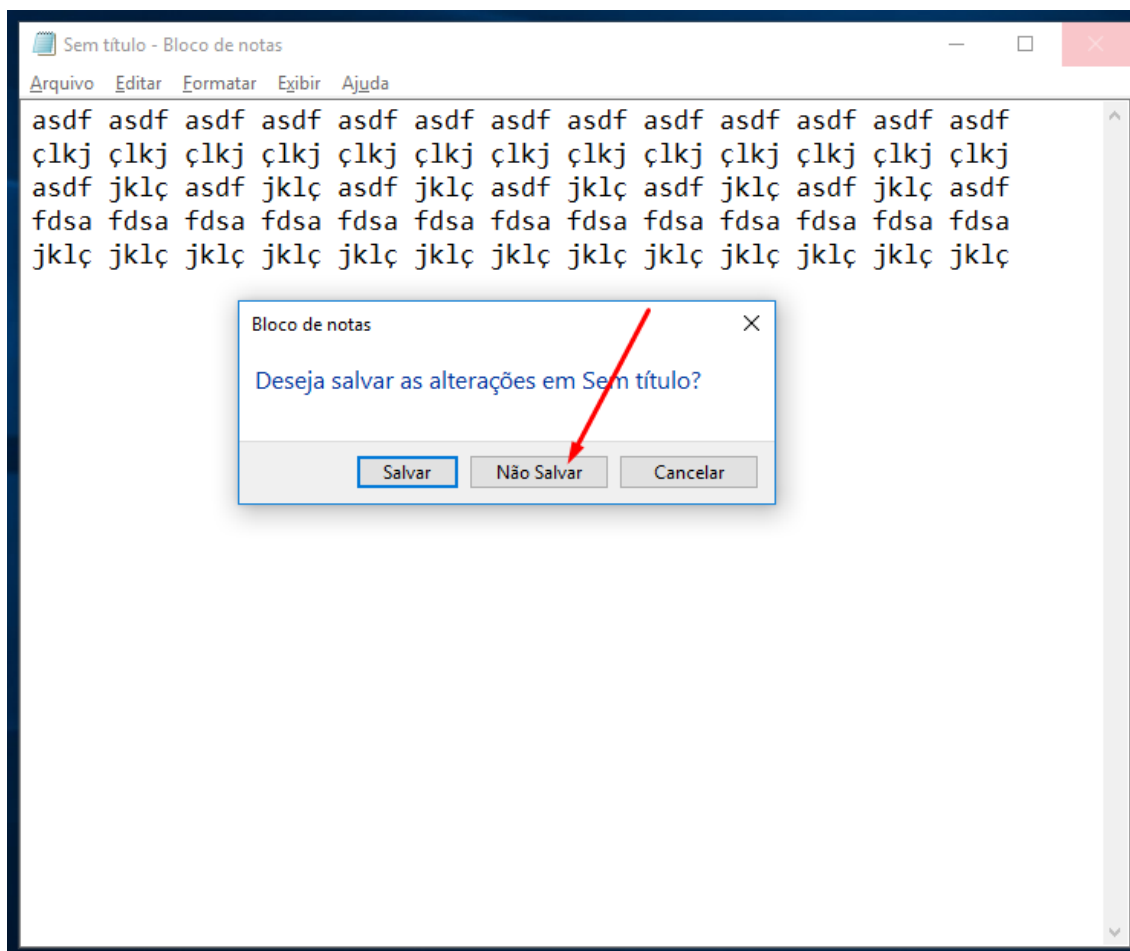 Sem título - Bloco de notas
Arquivo Editar Formatar Exibir Ajuda
asdf asdf asdf asdf asdf asdf asdf asdf asdf asdf asdf asdf asdf
çlkj çlkj çlkj çlkj çlkj çlkj çlkj çlkj çlkj çlkj çlkj çlkj çlkj
asdf jklç asdf jklç asdf jklç asdf jklç asdf jklç asdf jklç asdf
fdsa fdsa fdsa fdsa fdsa fdsa fdsa fdsa fdsa fdsa fdsa fdsa fdsa
jklç jklç jklç jklç jklç jklç jklç jklç jklç jklç jklç jklç jklç
Bloco de notas
Deseja salvar as alterações em Sem título?
Salvar Não Salvar Cancelar